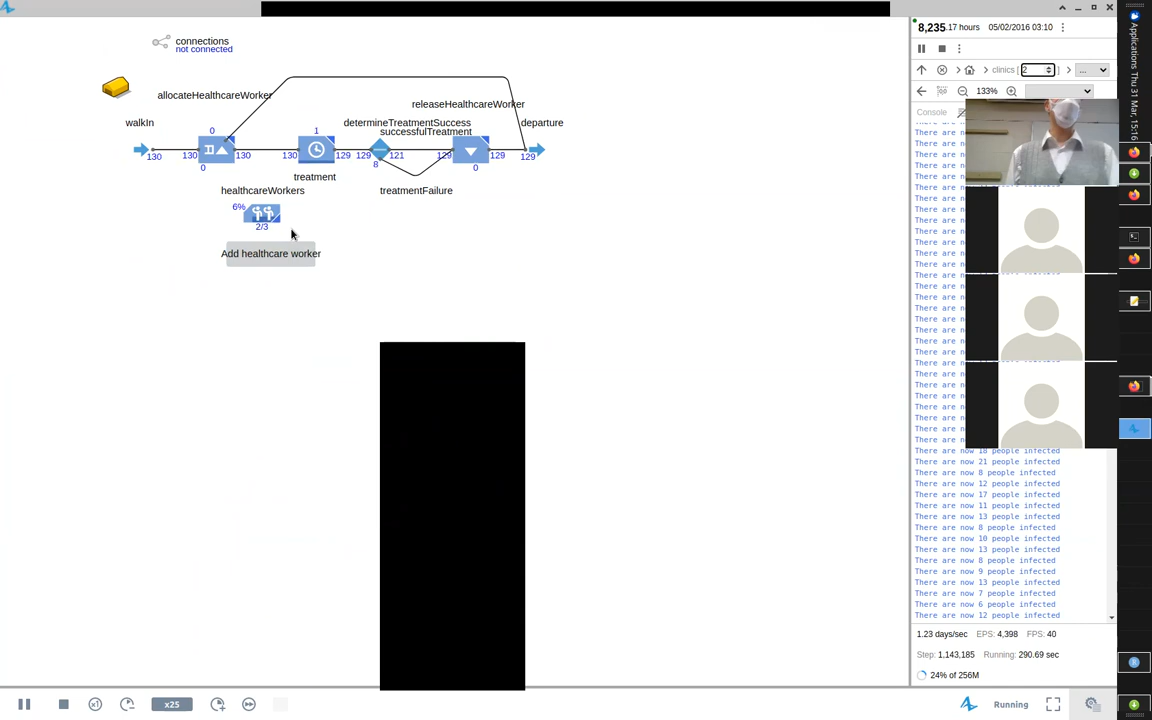 8,235.17 hours 05/02/2016 03:10
connections
not connected
clinics [ 2 ] ...
133%
Console
allocateHealthcareWorker
releaseHealthcareWorker
walkIn
determineTreatmentSuccess
departure
successfulTreatment
0
1
130
130
130
130
129
129
121
129
129
129
0
8
0
treatment
healthcareWorkers
treatmentFailure
6%
2/3
Add healthcare worker
There are now 18 people infected
There are now 21 people infected
There are now 8 people infected
There are now 12 people infected
There are now 17 people infected
There are now 11 people infected
There are now 13 people infected
There are now 8 people infected
There are now 10 people infected
There are now 13 people infected
There are now 8 people infected
There are now 9 people infected
There are now 13 people infected
There are now 7 people infected
There are now 6 people infected
There are now 12 people infected
1.23 days/sec EPS: 4,398 FPS: 40
Step: 1,143,185 Running: 290.69 sec
24% of 256M
x1
x25
Running
Applications Thu 31 Mar, 15:16